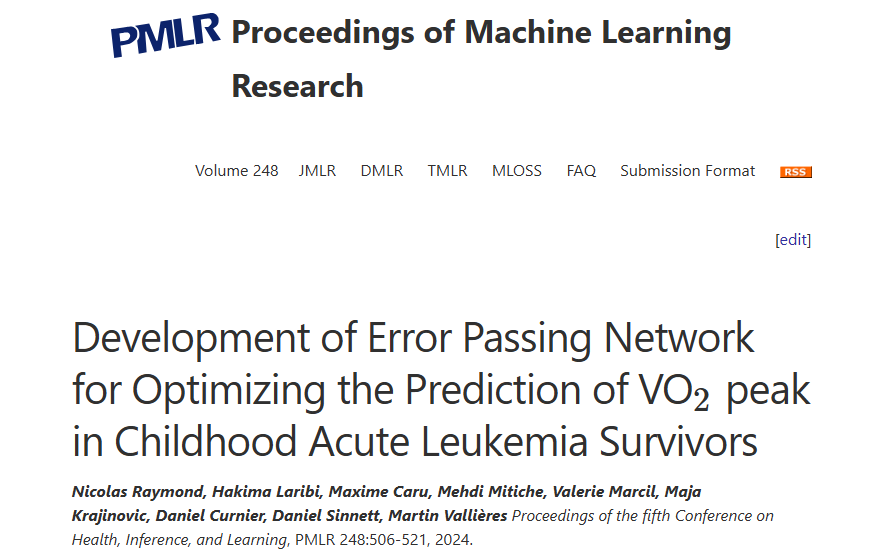 PMLR Proceedings of Machine Learning
Research
Volume 248 JMLR DMLR TMLR MLOSS FAQ Submission Format RSS
[edit]
Development of Error Passing Network
for Optimizing the Prediction of VO₂ peak
in Childhood Acute Leukemia Survivors
Nicolas Raymond, Hakima Laribi, Maxime Caru, Mehdi Mitiche, Valerie Marcil, Maja
Krajinovic, Daniel Curnier, Daniel Sinnett, Martin Vallières Proceedings of the fifth Conference on
Health, Inference, and Learning, PMLR 248:506-521, 2024.